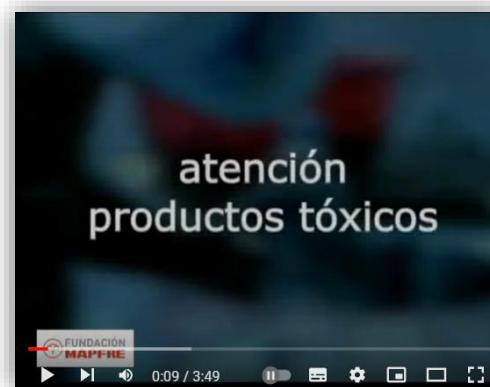 atención
productos tóxicos
FUNDACIÓN
MAPFRE
0:09 / 3:49